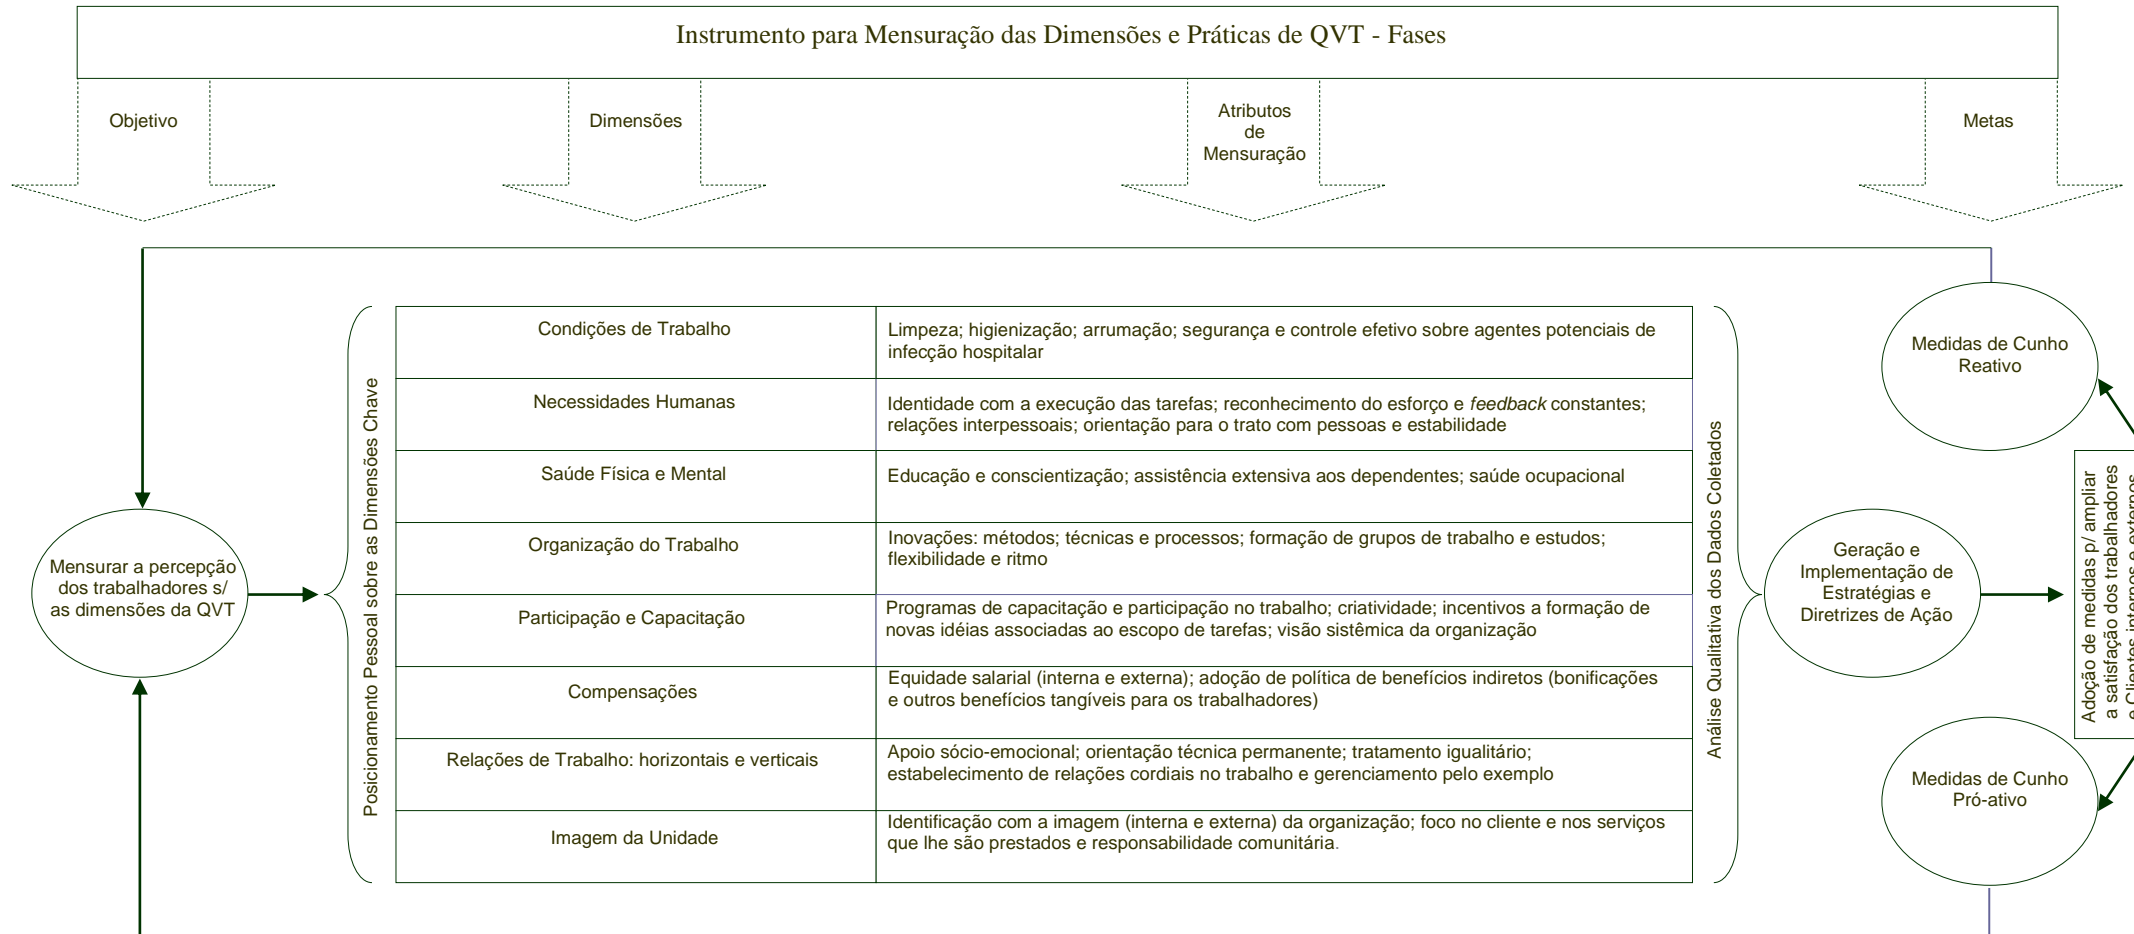 Instrumento para Mensuração das Dimensões e Práticas de QVT - Fases
Objetivo
Dimensões
Atributos
de
Mensuração
Metas
Mensurar a percepção
dos trabalhadores s/
as dimensões da QVT
Posicionamento Pessoal sobre as Dimensões Chave
Condições de Trabalho
Limpeza; higienização; arrumação; segurança e controle efetivo sobre agentes potenciais de
infecção hospitalar
Necessidades Humanas
Identidade com a execução das tarefas; reconhecimento do esforço e feedback constantes;
relações interpessoais; orientação para o trato com pessoas e estabilidade
Saúde Física e Mental
Educação e conscientização; assistência extensiva aos dependentes; saúde ocupacional
Organização do Trabalho
Inovações: métodos; técnicas e processos; formação de grupos de trabalho e estudos;
flexibilidade e ritmo
Participação e Capacitação
Programas de capacitação e participação no trabalho; criatividade; incentivos a formação de
novas idéias associadas ao escopo de tarefas; visão sistêmica da organização
Compensações
Equidade salarial (interna e externa); adoção de política de benefícios indiretos (bonificações
e outros benefícios tangíveis para os trabalhadores)
Relações de Trabalho: horizontais e verticais
Apoio sócio-emocional; orientação técnica permanente; tratamento igualitário;
estabelecimento de relações cordiais no trabalho e gerenciamento pelo exemplo
Imagem da Unidade
Identificação com a imagem (interna e externa) da organização; foco no cliente e nos serviços
que lhe são prestados e responsabilidade comunitária.
Análise Qualitativa dos Dados Coletados
Geração e
Implementação de
Estratégias e
Diretrizes de Ação
Medidas de Cunho
Reativo
Adoção de medidas p/ ampliar
a satisfação dos trabalhadores
e Clientes internos e externos
Medidas de Cunho
Pró-ativo